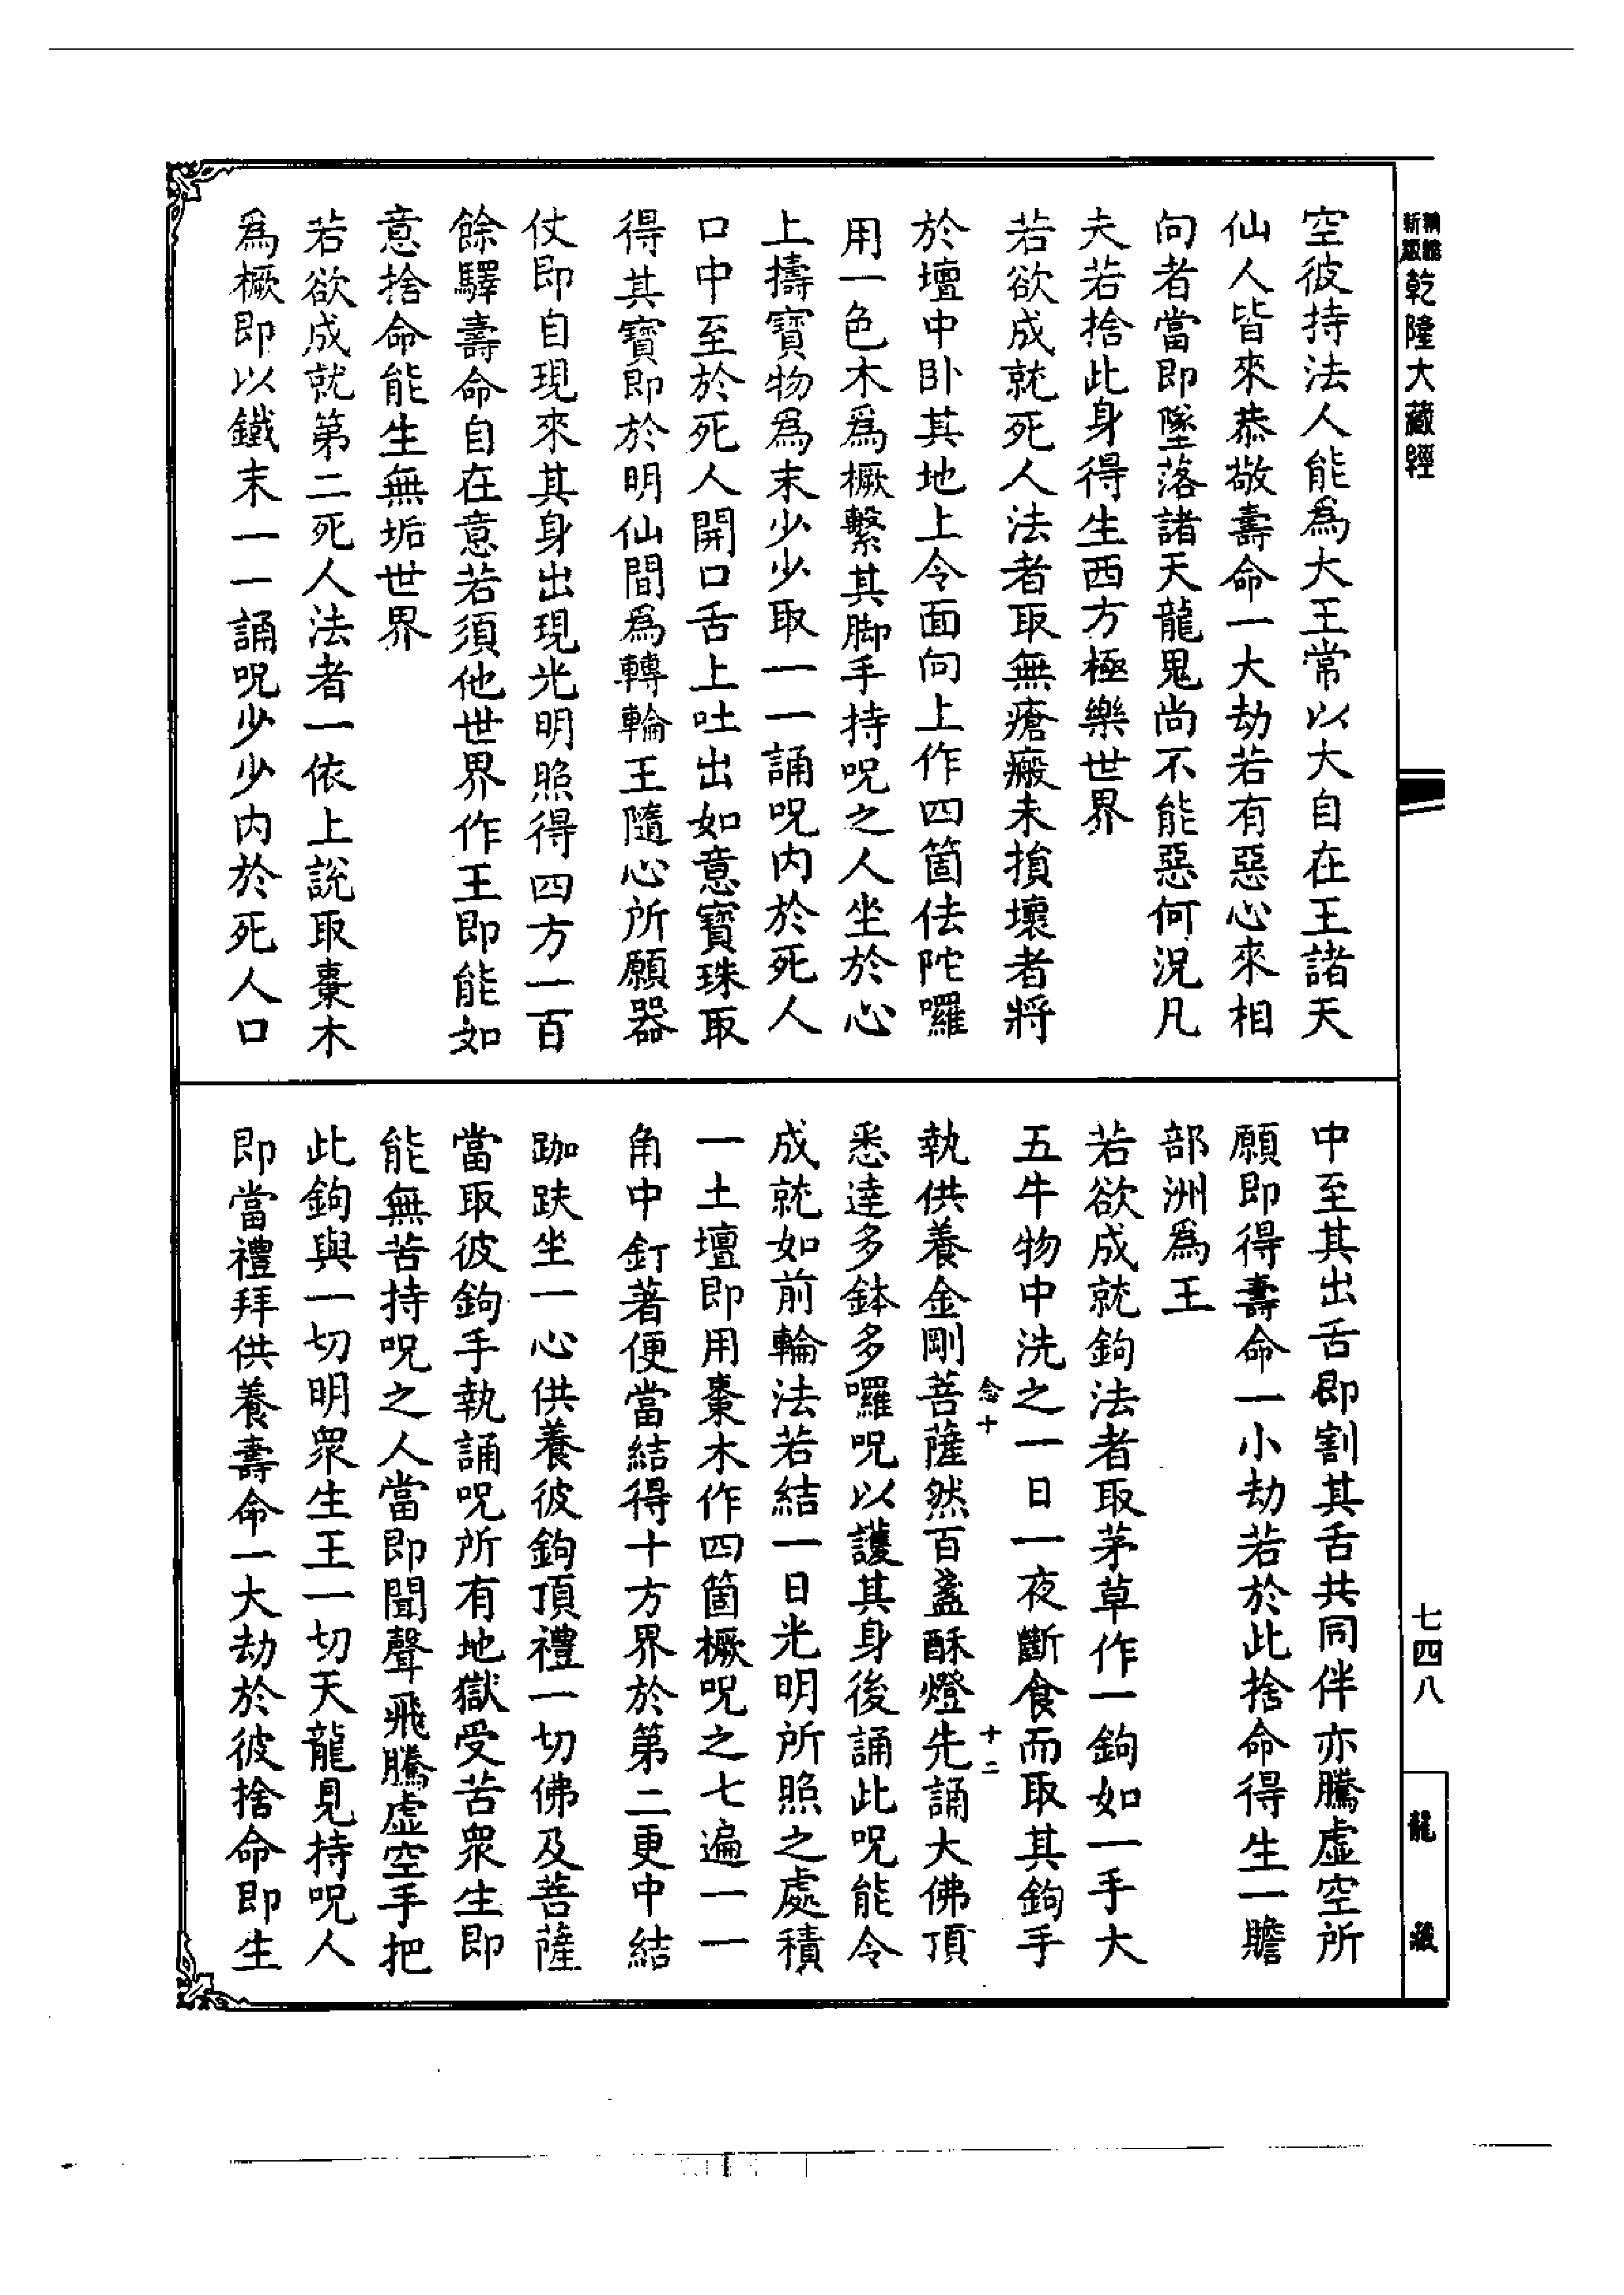 新編縮版
乾隆大藏經
空彼持法人能為大王常以大自在王諸天
仙人皆來恭敬壽命一大劫若有惡心來相
向者當即墜落諸天龍鬼尚不能惡何況凡
夫若捨此身得生西方極樂世界
若欲成就死人法者取無瘡瘢未損壞者將
於壇中卧其地上令面向上作四箇佉陀囉
用一色木為橛繫其脚手持呪之人坐於心
上擣寶物為末少少取一一誦呪内於死人
口中至於死人開口舌上吐出如意寶珠取
得其寶即於明仙間為轉輪王隨心所願器
仗即自現來其身出現光明照得四方一百
餘驛壽命自在意若須他世界作王即能如
意捨命能生無垢世界
若欲成就第二死人法者一依上說取棗木
為橛即以鐵末一一誦呪少少内於死人口
中至其出舌即割其舌共同伴亦騰虛空所
願即得壽命一小劫若於此捨命得生一贍
部洲為王
若欲成就鉤法者取茅草作一鉤如一手大
五牛物中洗之一日一夜斷食而取其鉤手
念十
十二
執供養金剛菩薩然百盞酥燈先誦大佛頂
悉達多鉢多囉呪以護其身後誦此呪能令
成就如前輪法若結一日光明所照之處積
一土壇即用棗木作四箇橛呪之七遍一一
角中釘著便當結得十方界於第二更中結
跏趺坐一心供養彼鉤頂禮一切佛及菩薩
當取彼鉤手執誦呪所有地獄受苦眾生即
能無苦持呪之人當即聞聲飛騰虛空手把
此鉤與一切明眾生王一切天龍見持呪人
即當禮拜供養壽命一大劫於彼捨命即生
七四八
龍藏